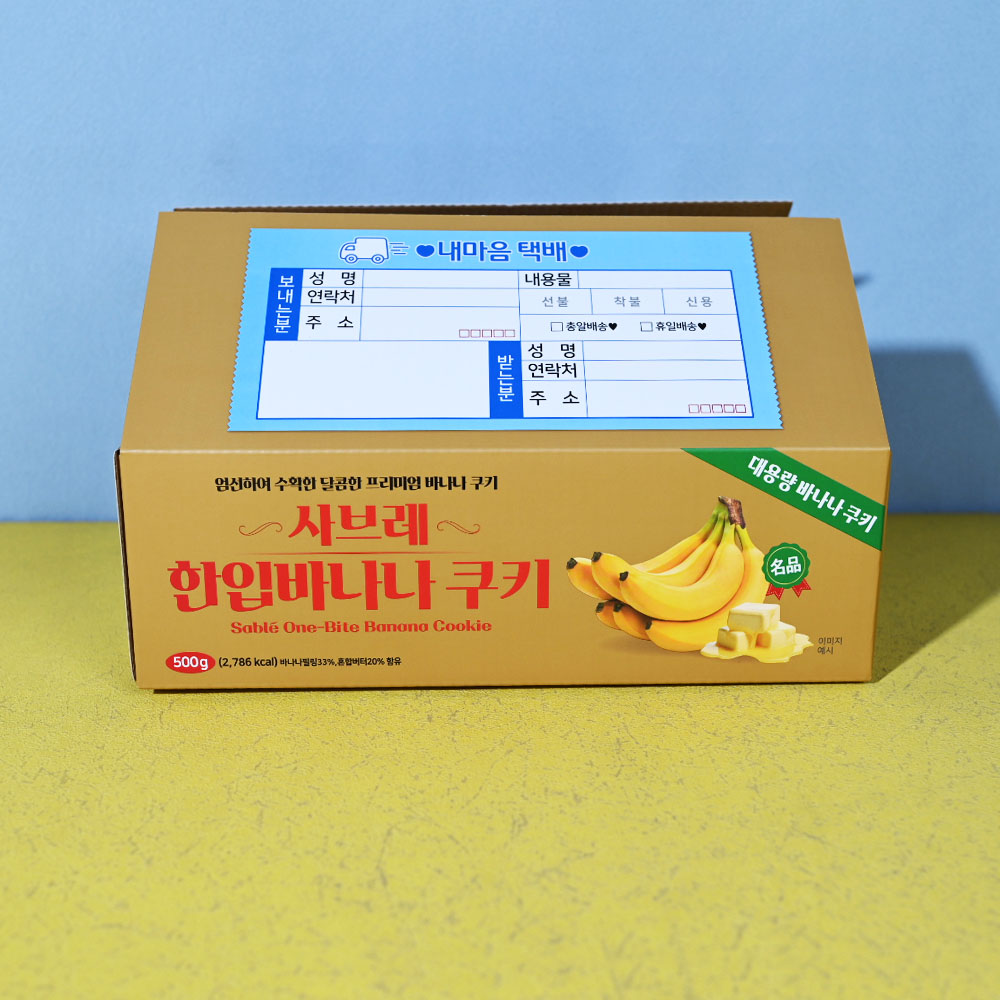 ♥내마음 택배♥
보내는분
성 명
연락처
주 소
내용물
선불 착불 신용
총알배송♥ 휴일배송♥
받는분
성 명
연락처
주 소
엄선하여 수확한 달콤한 프리미엄 바나나 쿠키
사브레
한입바나나 쿠키
Sablé One-Bite Banana Cookie
500g (2,786 kcal) 바나나필링33%, 혼합버터20% 함유
대용량 바나나 쿠키
名品
이미지
예시